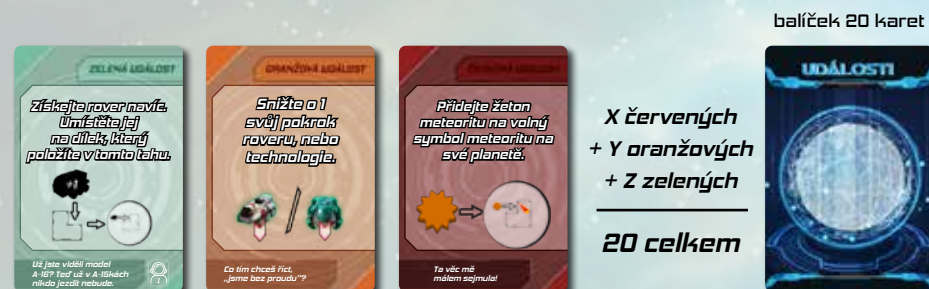 balíček 20 karet
ZELENÁ UDÁLOST
Získejte rover navíc.
Umístěte jej
na dílek, který
položíte v tomto tahu.
Už jste viděli model
A-16? Teď už v A-15kách
nikdo jezdit nebude.
1
ORANŽOVÁ UDÁLOST
Snižte o 1
svůj pokrok
roveru, nebo
technologie.
Co tím chceš říct,
„jsme bez proudu“?
ČERVENÁ UDÁLOST
Přidejte žeton
meteoritu na volný
symbol meteoritu na
své planetě.
Ta věc mě
málem sejmula!
X červených
+ Y oranžových
+ Z zelených
20 celkem
UDÁLOSTI